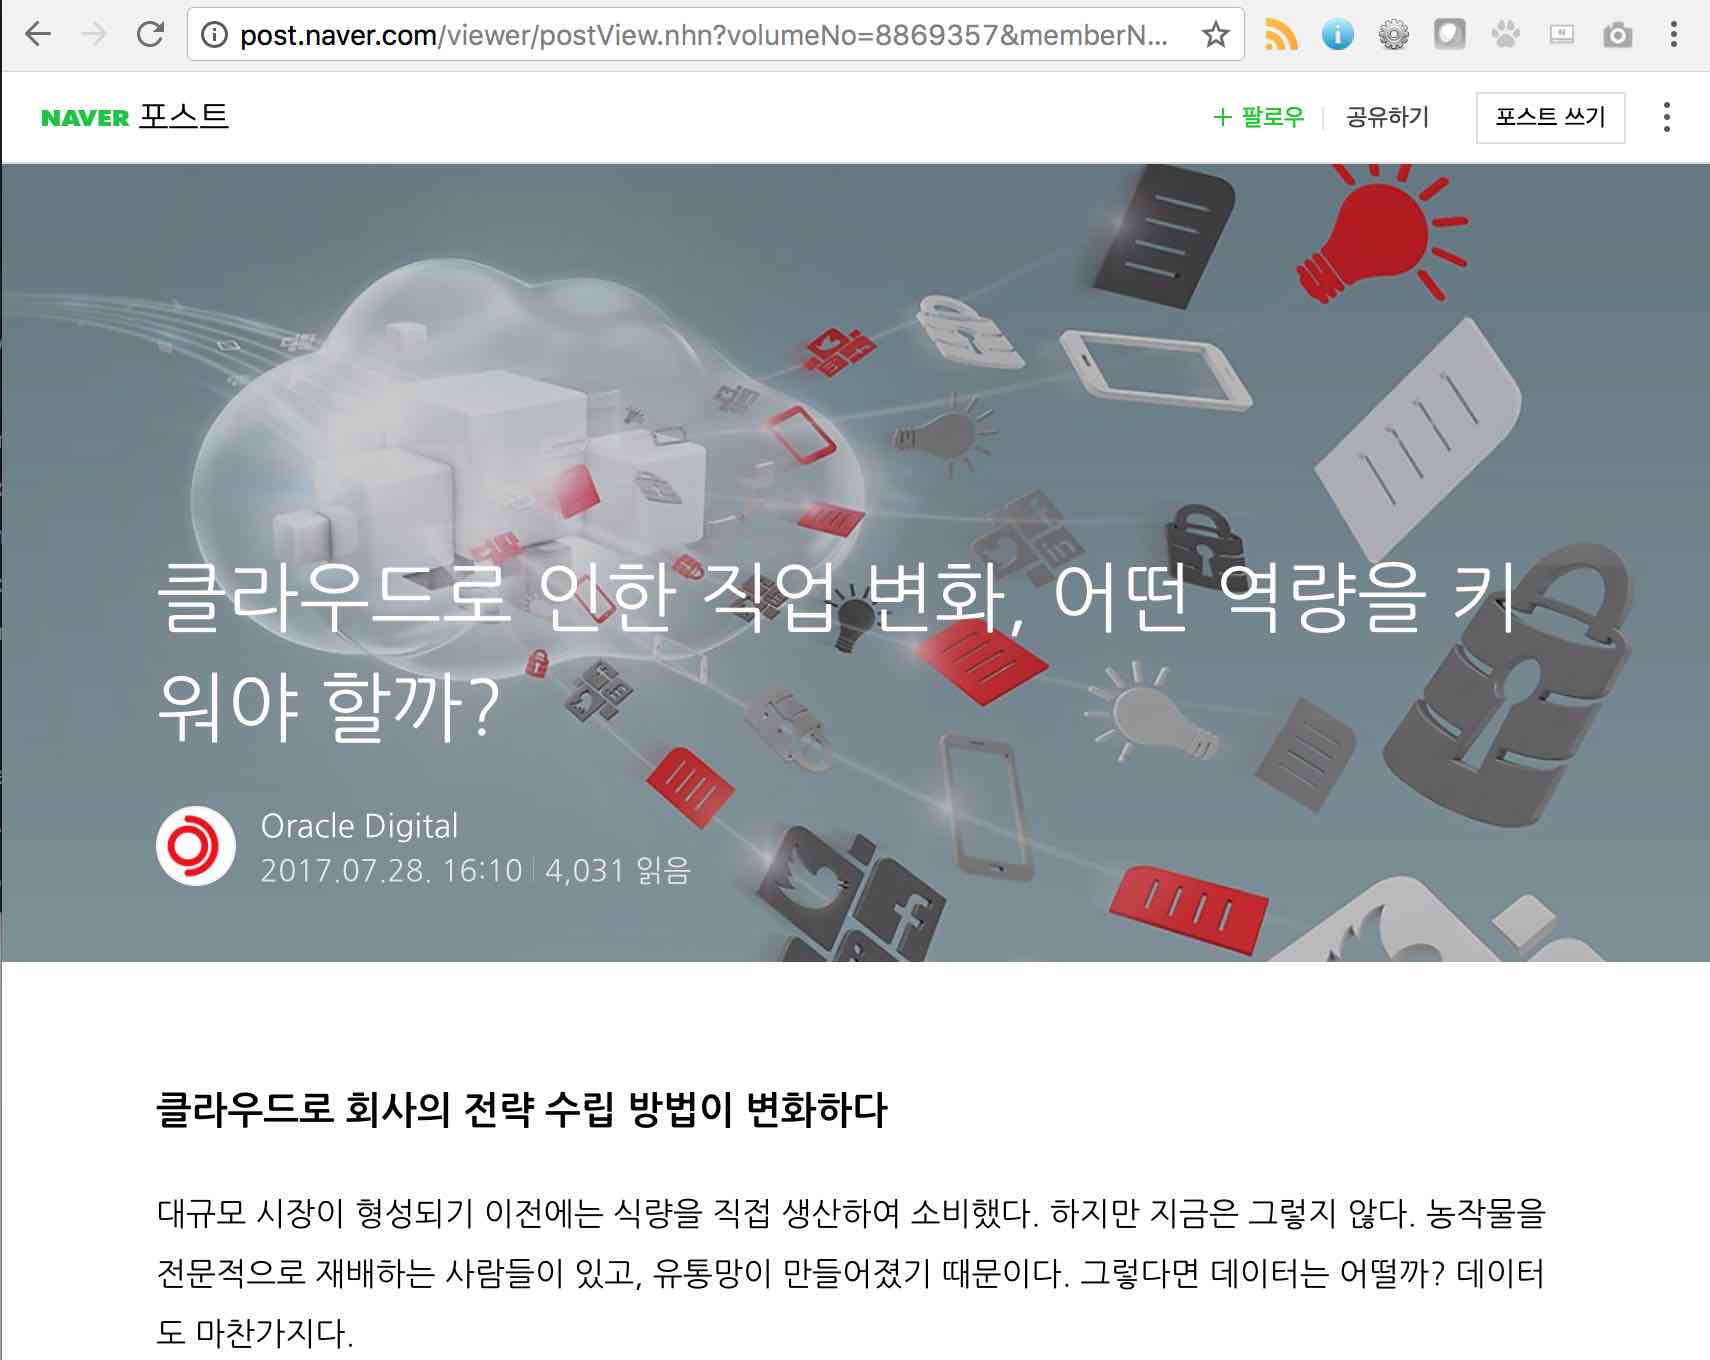 post.naver.com/viewer/postView.nhn?volumeNo=8869357&memberN...
NAVER 포스트
+ 팔로우
공유하기
포스트 쓰기
클라우드로 인한 직업 변화, 어떤 역량을 키
워야 할까?
Oracle Digital
2017.07.28. 16:10 | 4,031 읽음
클라우드로 회사의 전략 수립 방법이 변화하다
대규모 시장이 형성되기 이전에는 식량을 직접 생산하여 소비했다. 하지만 지금은 그렇지 않다. 농작물을
전문적으로 재배하는 사람들이 있고, 유통망이 만들어졌기 때문이다. 그렇다면 데이터는 어떨까? 데이터
도 마찬가지다.